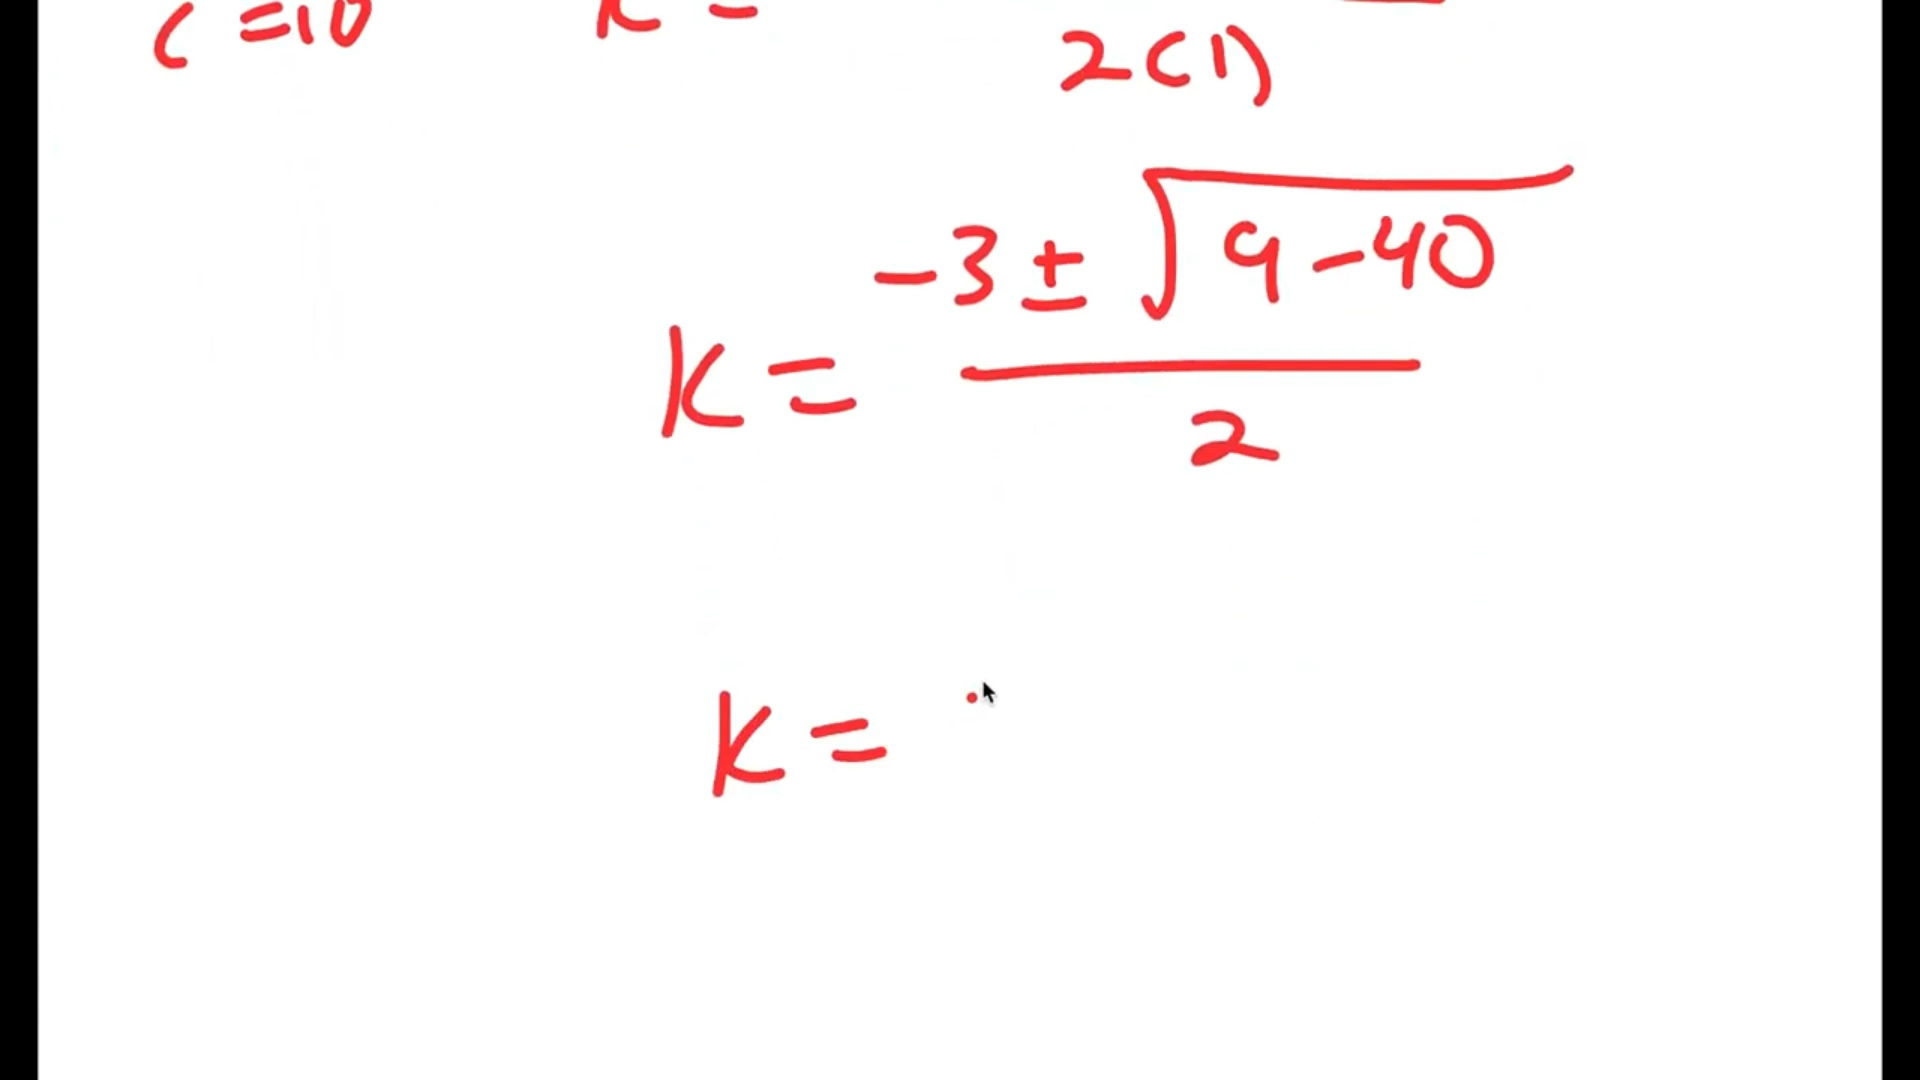 c = 10
k =
2(1)
-3 ± √9-40
k =
2
k =